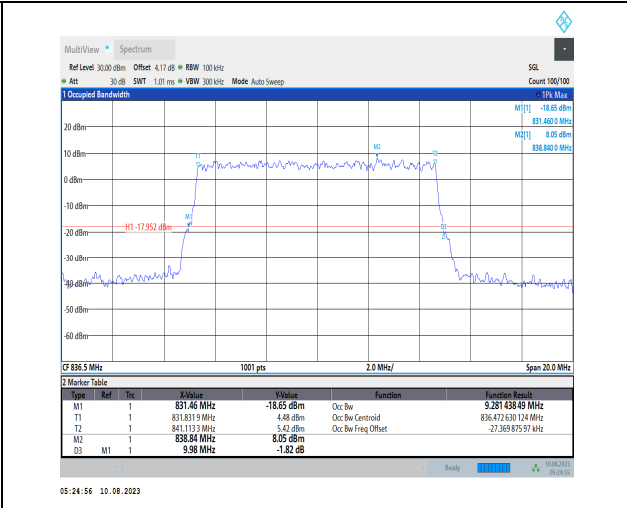 MultiView Spectrum
Ref Level 30.00 dBm Offset 4.17 dB RBW 100 kHz SGL
Att 30 dB SWT 1.01 ms VBW 300 kHz Mode Auto Sweep Count 100/100
1 Occupied Bandwidth 1Pk Max
M1[1] -18.65 dBm
831.460 0 MHz
M2[1] 8.05 dBm
838.840 0 MHz
20 dBm
M2
T1 T2
10 dBm
0 dBm
-10 dBm
M1
H1 -17.952 dBm
D3
-20 dBm
-30 dBm
-40 dBm
-50 dBm
-60 dBm
CF 836.5 MHz 1001 pts 2.0 MHz/ Span 20.0 MHz
2 Marker Table
Type Ref Trc X-Value Y-Value Function Function Result
M1 1 831.46 MHz -18.65 dBm Occ Bw 9.281 438 49 MHz
T1 1 831.831 9 MHz 4.48 dBm Occ Bw Centroid 836.472 630 124 MHz
T2 1 841.113 3 MHz 5.42 dBm Occ Bw Freq Offset -27.369 875 97 kHz
M2 1 838.84 MHz 8.05 dBm
D3 M1 1 9.98 MHz -1.82 dB
Ready 10.08.2023
05:24:55
05:24:56 10.08.2023